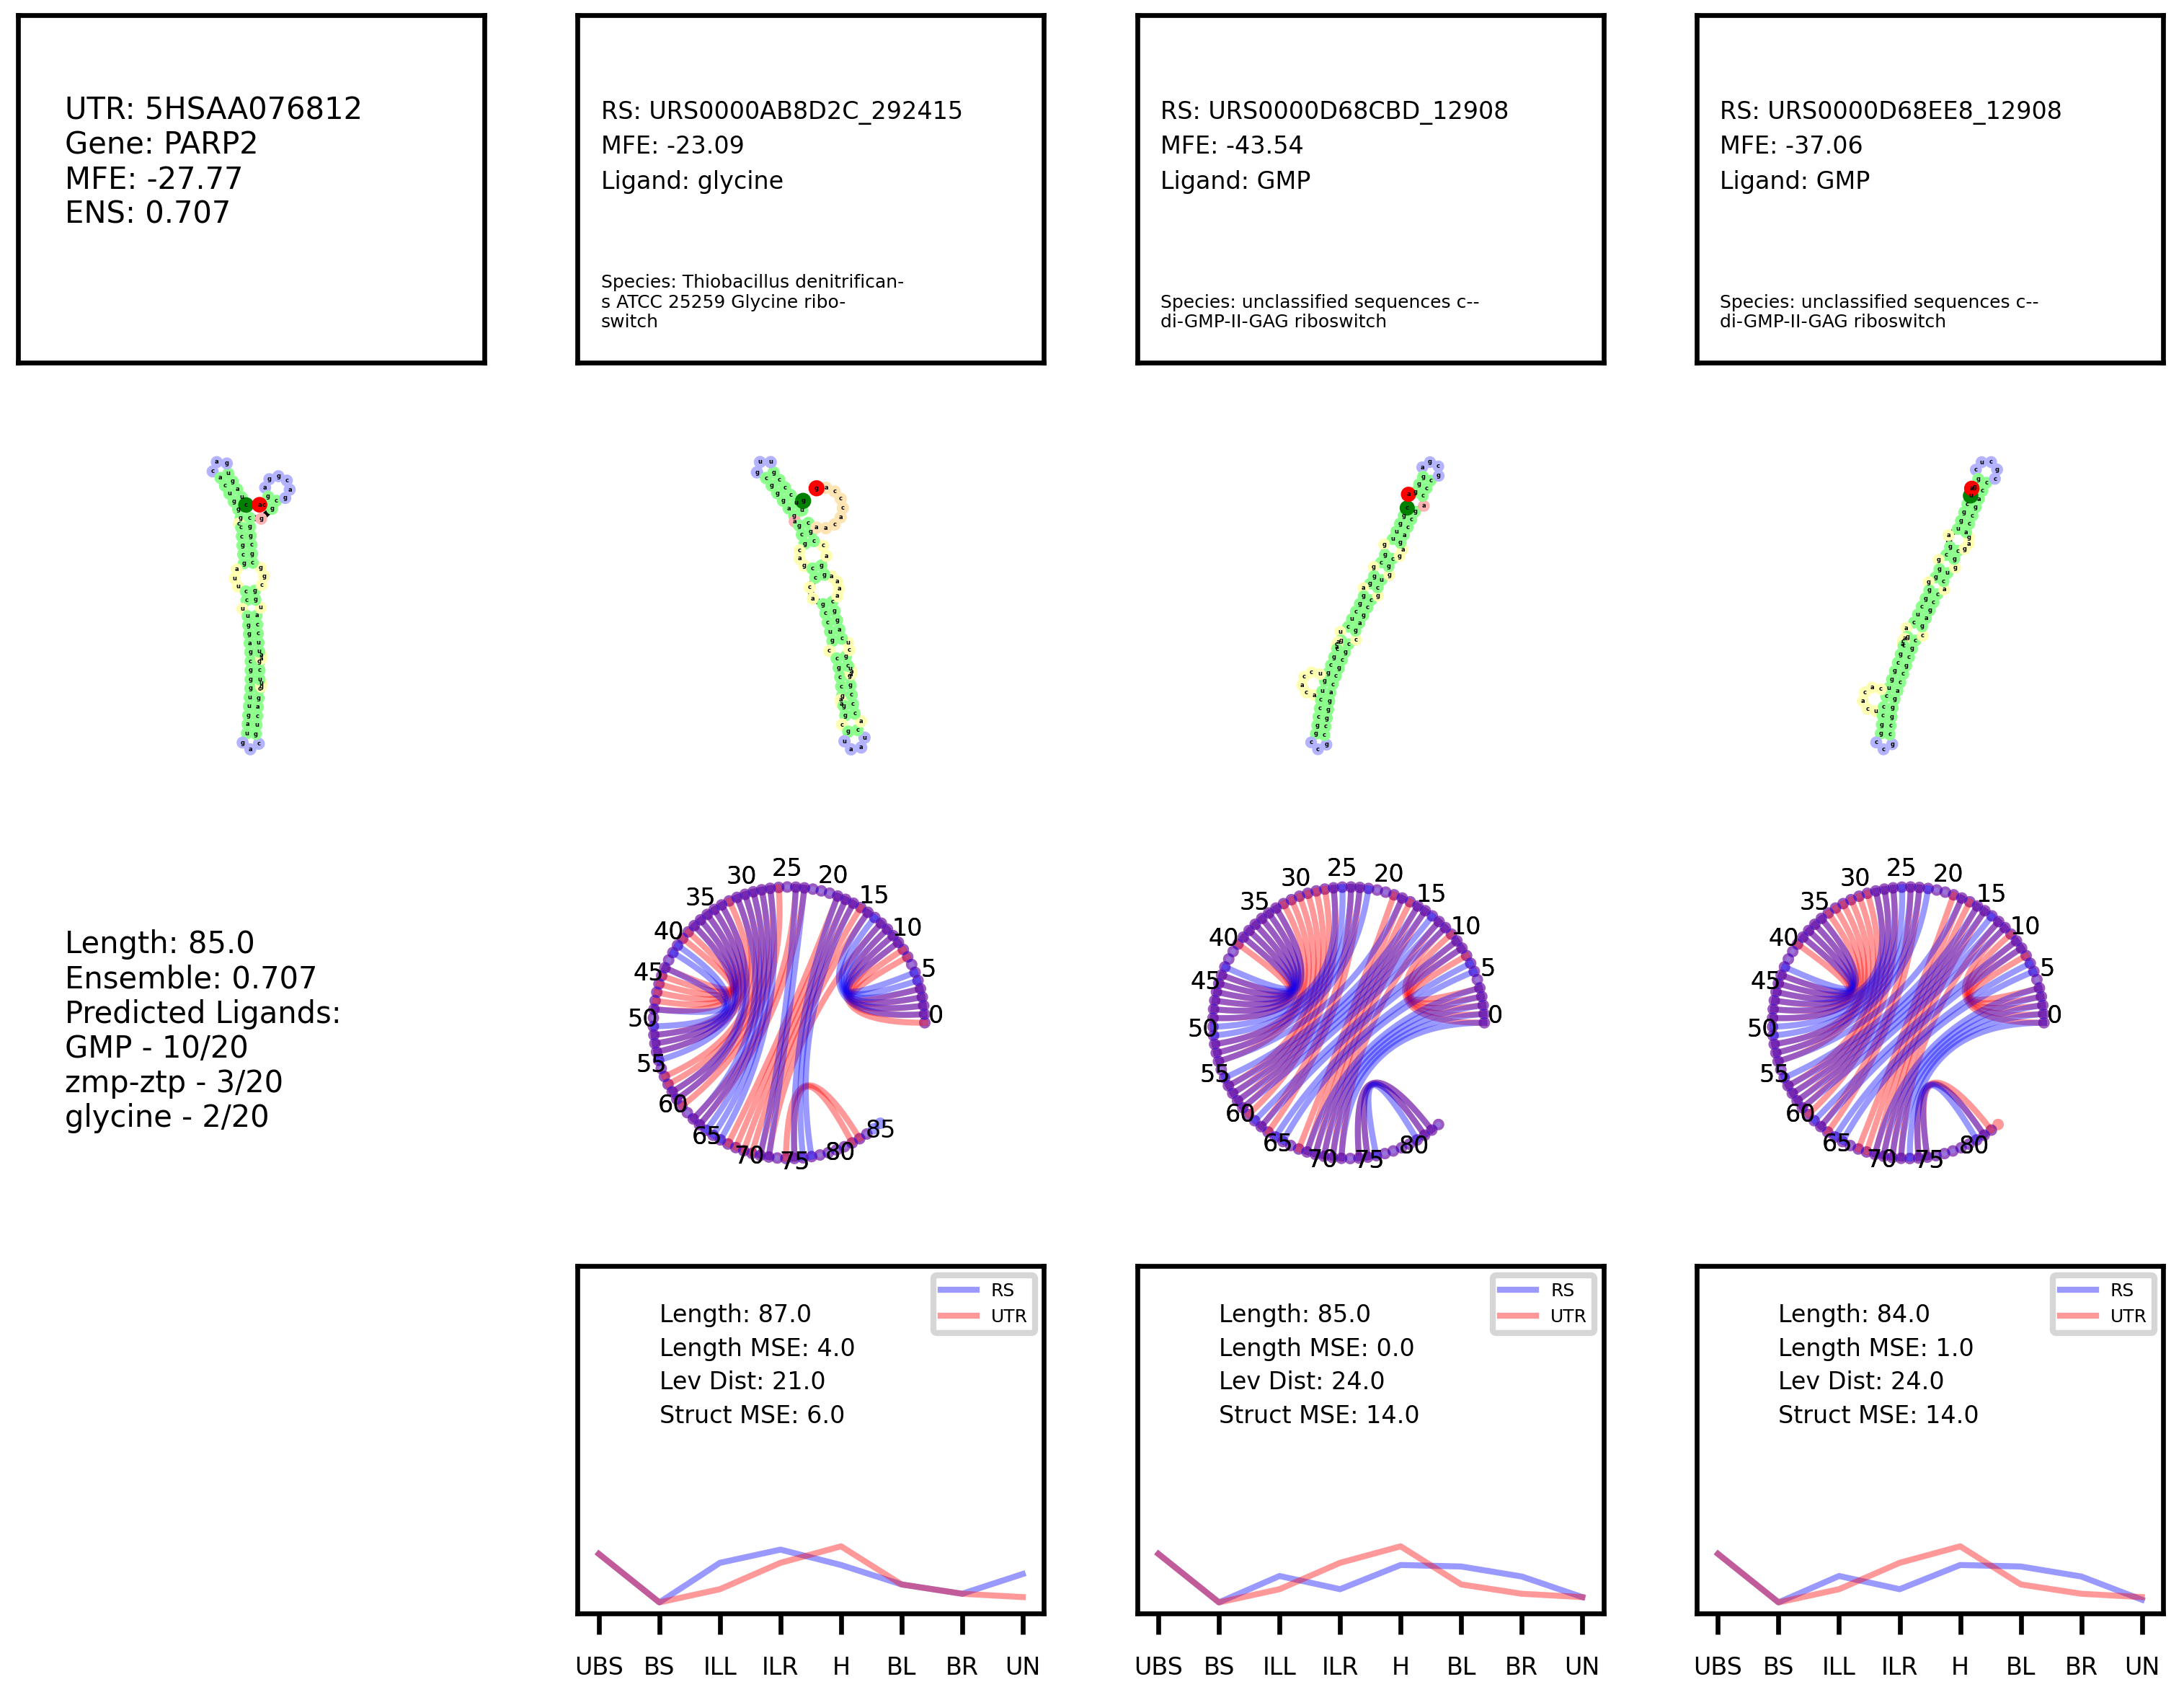 UTR: 5HSAA076812
Gene: PARP2
MFE: -27.77
ENS: 0.707
RS: URS0000AB8D2C_292415
MFE: -23.09
Ligand: glycine
Species: Thiobacillus denitrifican-
s ATCC 25259 Glycine ribo-
switch
RS: URS0000D68CBD_12908
MFE: -43.54
Ligand: GMP
Species: unclassified sequences c--
di-GMP-II-GAG riboswitch
RS: URS0000D68EE8_12908
MFE: -37.06
Ligand: GMP
Species: unclassified sequences c--
di-GMP-II-GAG riboswitch
Length: 85.0
Ensemble: 0.707
Predicted Ligands:
GMP - 10/20
zmp-ztp - 3/20
glycine - 2/20
0 5 10 15 20 25 30 35 40 45 50 55 60 65 70 75 80 85
0 5 10 15 20 25 30 35 40 45 50 55 60 65 70 75 80
0 5 10 15 20 25 30 35 40 45 50 55 60 65 70 75 80
RS
UTR
Length: 87.0
Length MSE: 4.0
Lev Dist: 21.0
Struct MSE: 6.0
UBS BS ILL ILR H BL BR UN
RS
UTR
Length: 85.0
Length MSE: 0.0
Lev Dist: 24.0
Struct MSE: 14.0
UBS BS ILL ILR H BL BR UN
RS
UTR
Length: 84.0
Length MSE: 1.0
Lev Dist: 24.0
Struct MSE: 14.0
UBS BS ILL ILR H BL BR UN